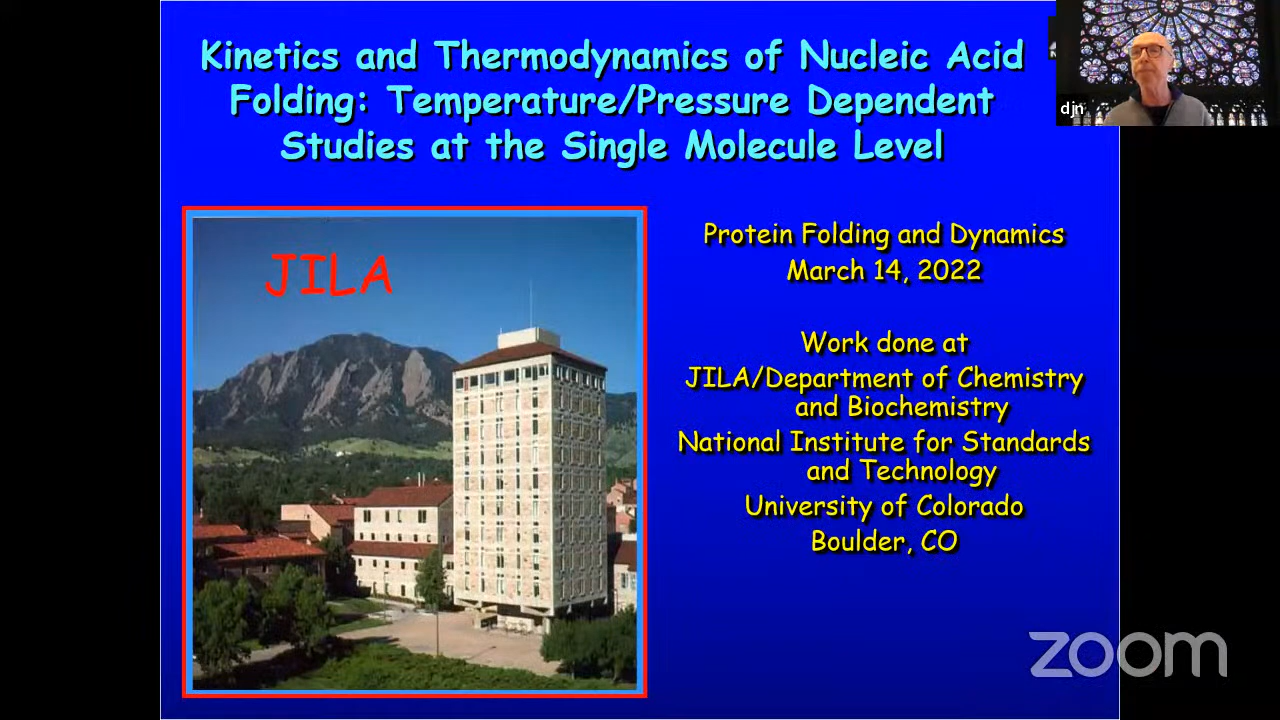 Kinetics and Thermodynamics of Nucleic Acid
Folding: Temperature/Pressure Dependent
Studies at the Single Molecule Level
djn
JILA
Protein Folding and Dynamics
March 14, 2022
Work done at
JILA/Department of Chemistry
and Biochemistry
National Institute for Standards
and Technology
University of Colorado
Boulder, CO
zoom